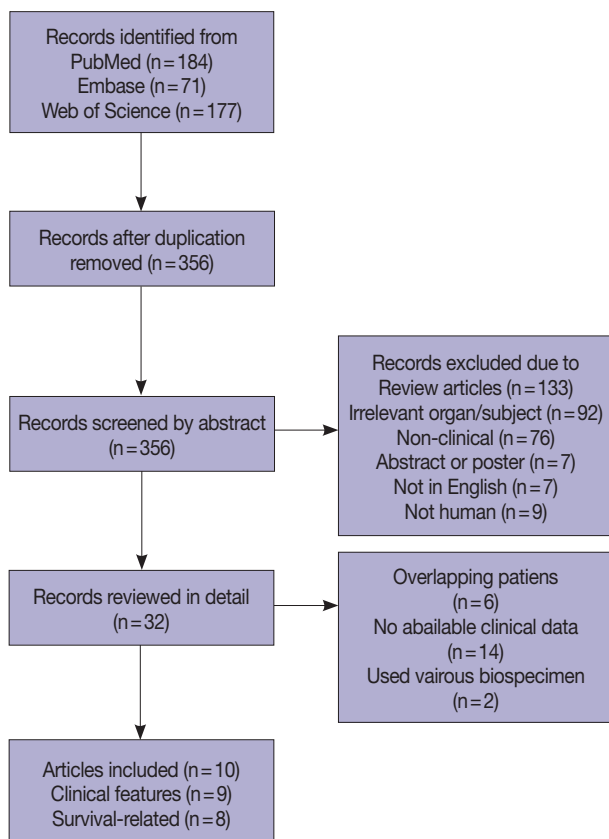 Records identified from
PubMed (n=184)
Embase (n=71)
Web of Science (n=177)
Records after duplication
removed (n=356)
Records screened by abstract
(n=356)
Records excluded due to
Review articles (n=133)
Irrelevant organ/subject (n=92)
Non-clinical (n=76)
Abstract or poster (n=7)
Not in English (n=7)
Not human (n=9)
Records reviewed in detail
(n=32)
Overlapping patiens
(n=6)
No abailable clinical data
(n=14)
Used vairous biospecimen
(n=2)
Articles included (n=10)
Clinical features (n=9)
Survival-related (n=8)